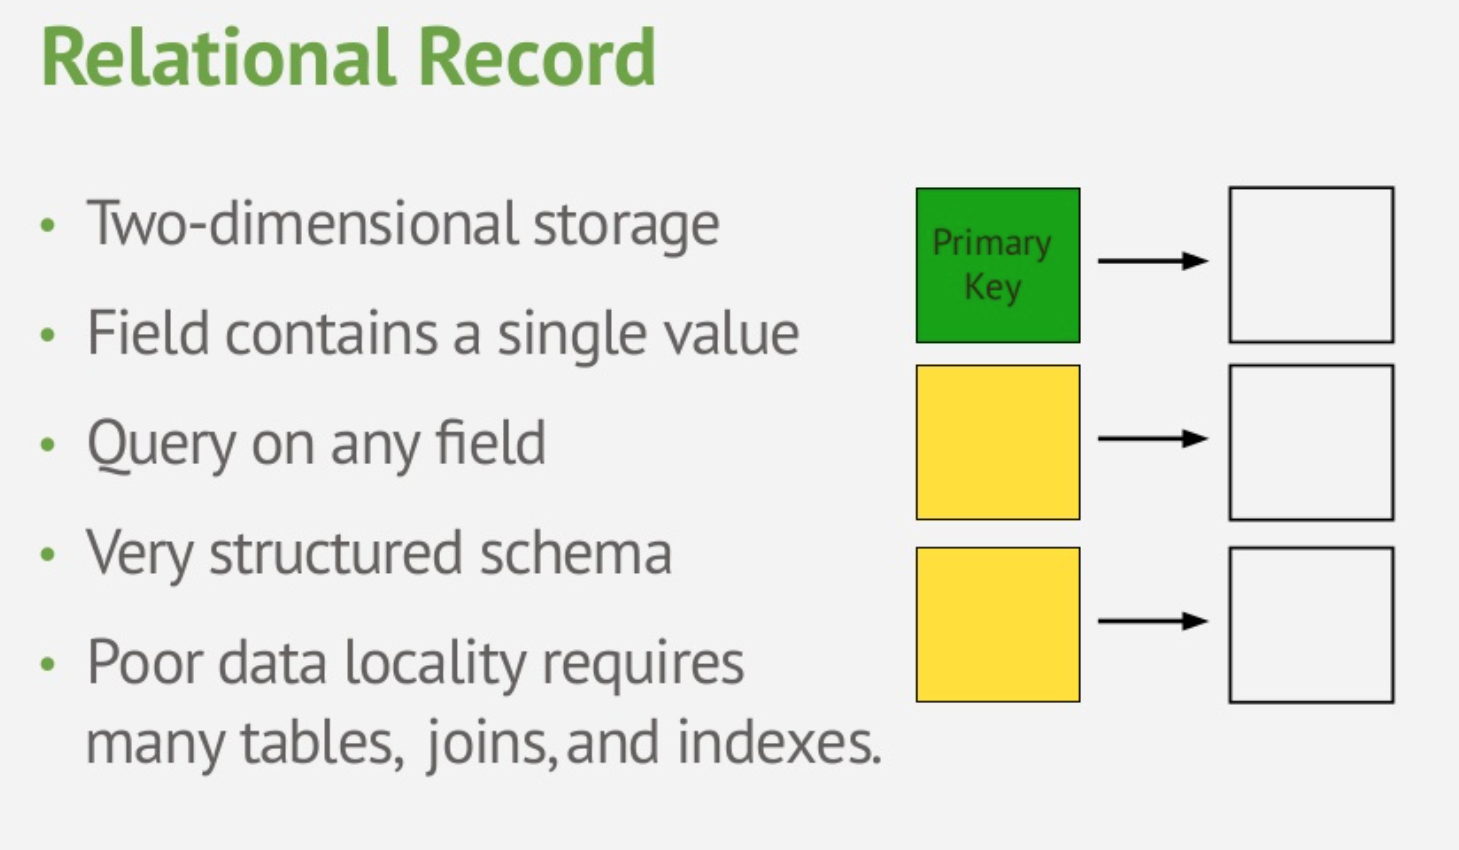 Relational Record
• Two-dimensional storage
• Field contains a single value
• Query on any field
• Very structured schema
• Poor data locality requires
many tables, joins, and indexes.
Primary
Key